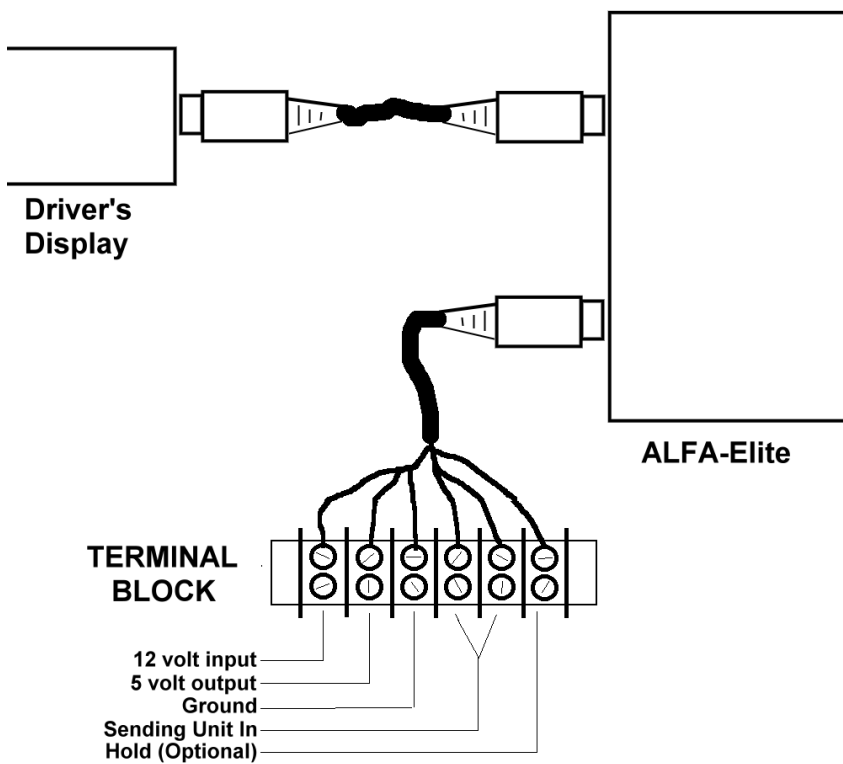 Driver's
Display
ALFA-Elite
TERMINAL
BLOCK
12 volt input
5 volt output
Ground
Sending Unit In
Hold (Optional)